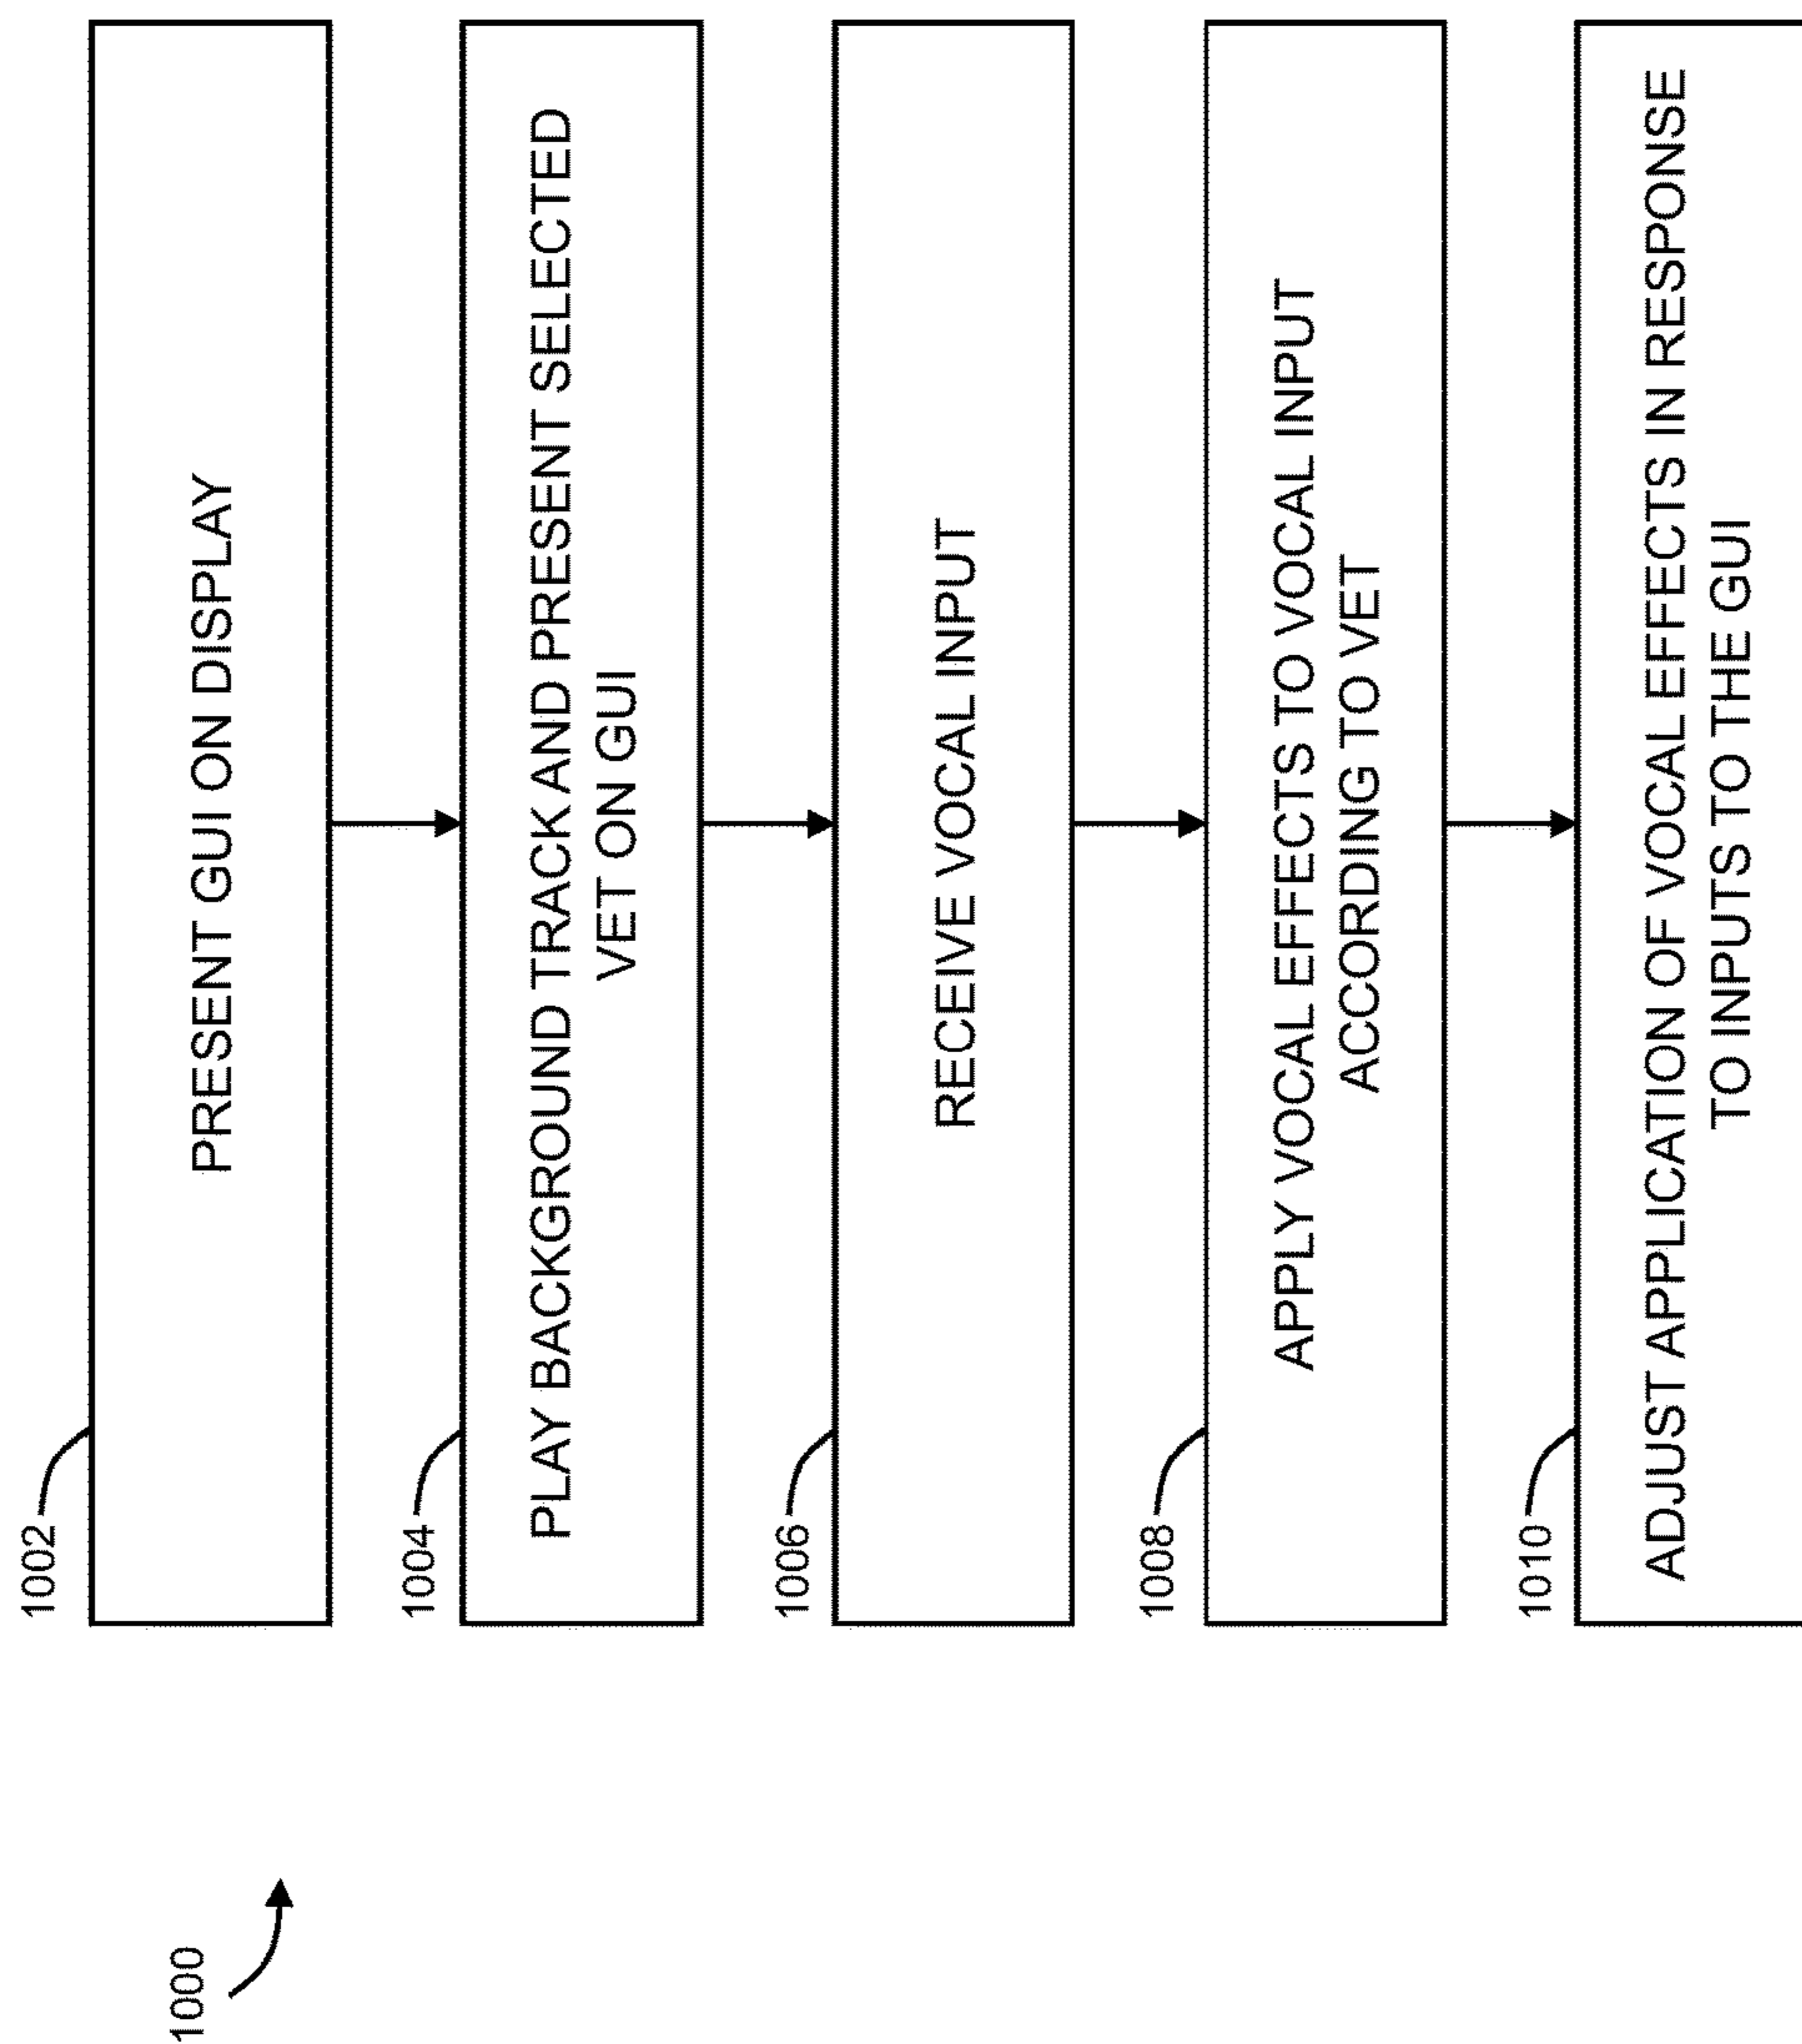 1000
1002
PRESENT GUI ON DISPLAY
1004
PLAY BACKGROUND TRACK AND PRESENT SELECTED
VET ON GUI
1006
RECEIVE VOCAL INPUT
1008
APPLY VOCAL EFFECTS TO VOCAL INPUT
ACCORDING TO VET
1010
ADJUST APPLICATION OF VOCAL EFFECTS IN RESPONSE
TO INPUTS TO THE GUI